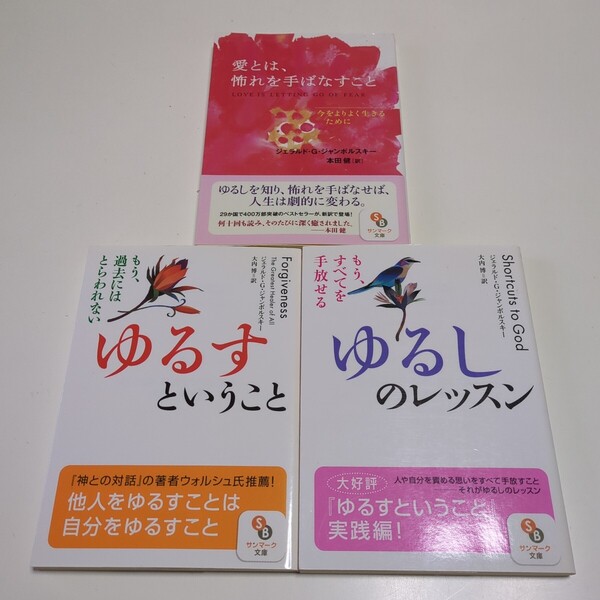 愛とは、
怖れを手ばなすこと
LOVE IS LETTING GO OF FEAR
今をよりよく生きる
ために
ジェラルド・G・ジャンポルスキー
本田健[訳]
ゆるしを知り、怖れを手ばなせば、
人生は劇的に変わる。
29か国で400万部突破のベストセラーが、新訳で登場!
何十回も読み、そのたびに深く癒されました。
——本田 健
SB
サンマーク
文庫
もう、
過去には
とらわれない
Forgiveness
The Greatest Healer of All
ジェラルド・G・ジャンポルスキー
大内 博=訳
ゆるす
ということ
『神との対話』の著者ウォルシュ氏推薦!
他人をゆるすことは
自分をゆるすこと
SB
サンマーク
文庫
もう、
すべてを
手放せる
Shortcuts to God
ジェラルド・G・ジャンポルスキー
大内 博=訳
ゆるし
のレッスン
大好評
人や自分を責める思いをすべて手放すこと
――それがゆるしのレッスン
『ゆるすということ』
実践編!
SB
サンマーク
文庫